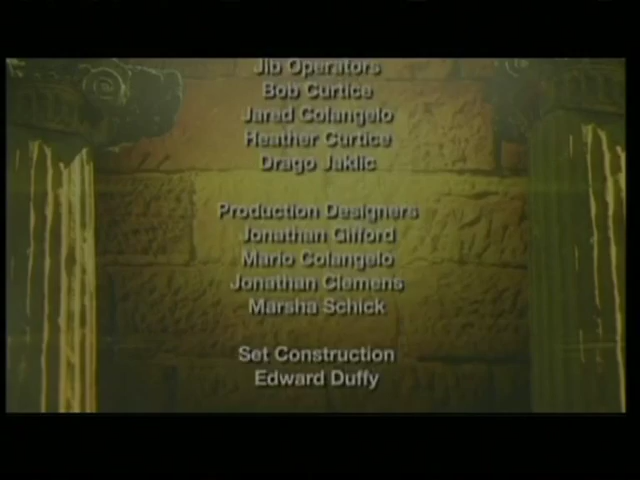 Jib Operators
Bob Curtice
Jared Colangelo
Heather Curtice
Drago Jaklic
Production Designers
Jonathan Gifford
Mario Colangelo
Jonathan Clemens
Marsha Schick
Set Construction
Edward Duffy